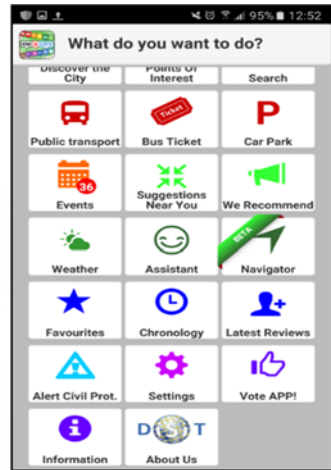 95% 12:52
What do you want to do?
Discover the Points Of
City Interest Search
Ticket P
Public transport Bus Ticket Car Park
36
Suggestions
Events Near You We Recommend
BETA
Weather Assistant Navigator
Favourites Chronology Latest Reviews
Alert Civil Prot. Settings Vote APP!
D S T
Information About Us